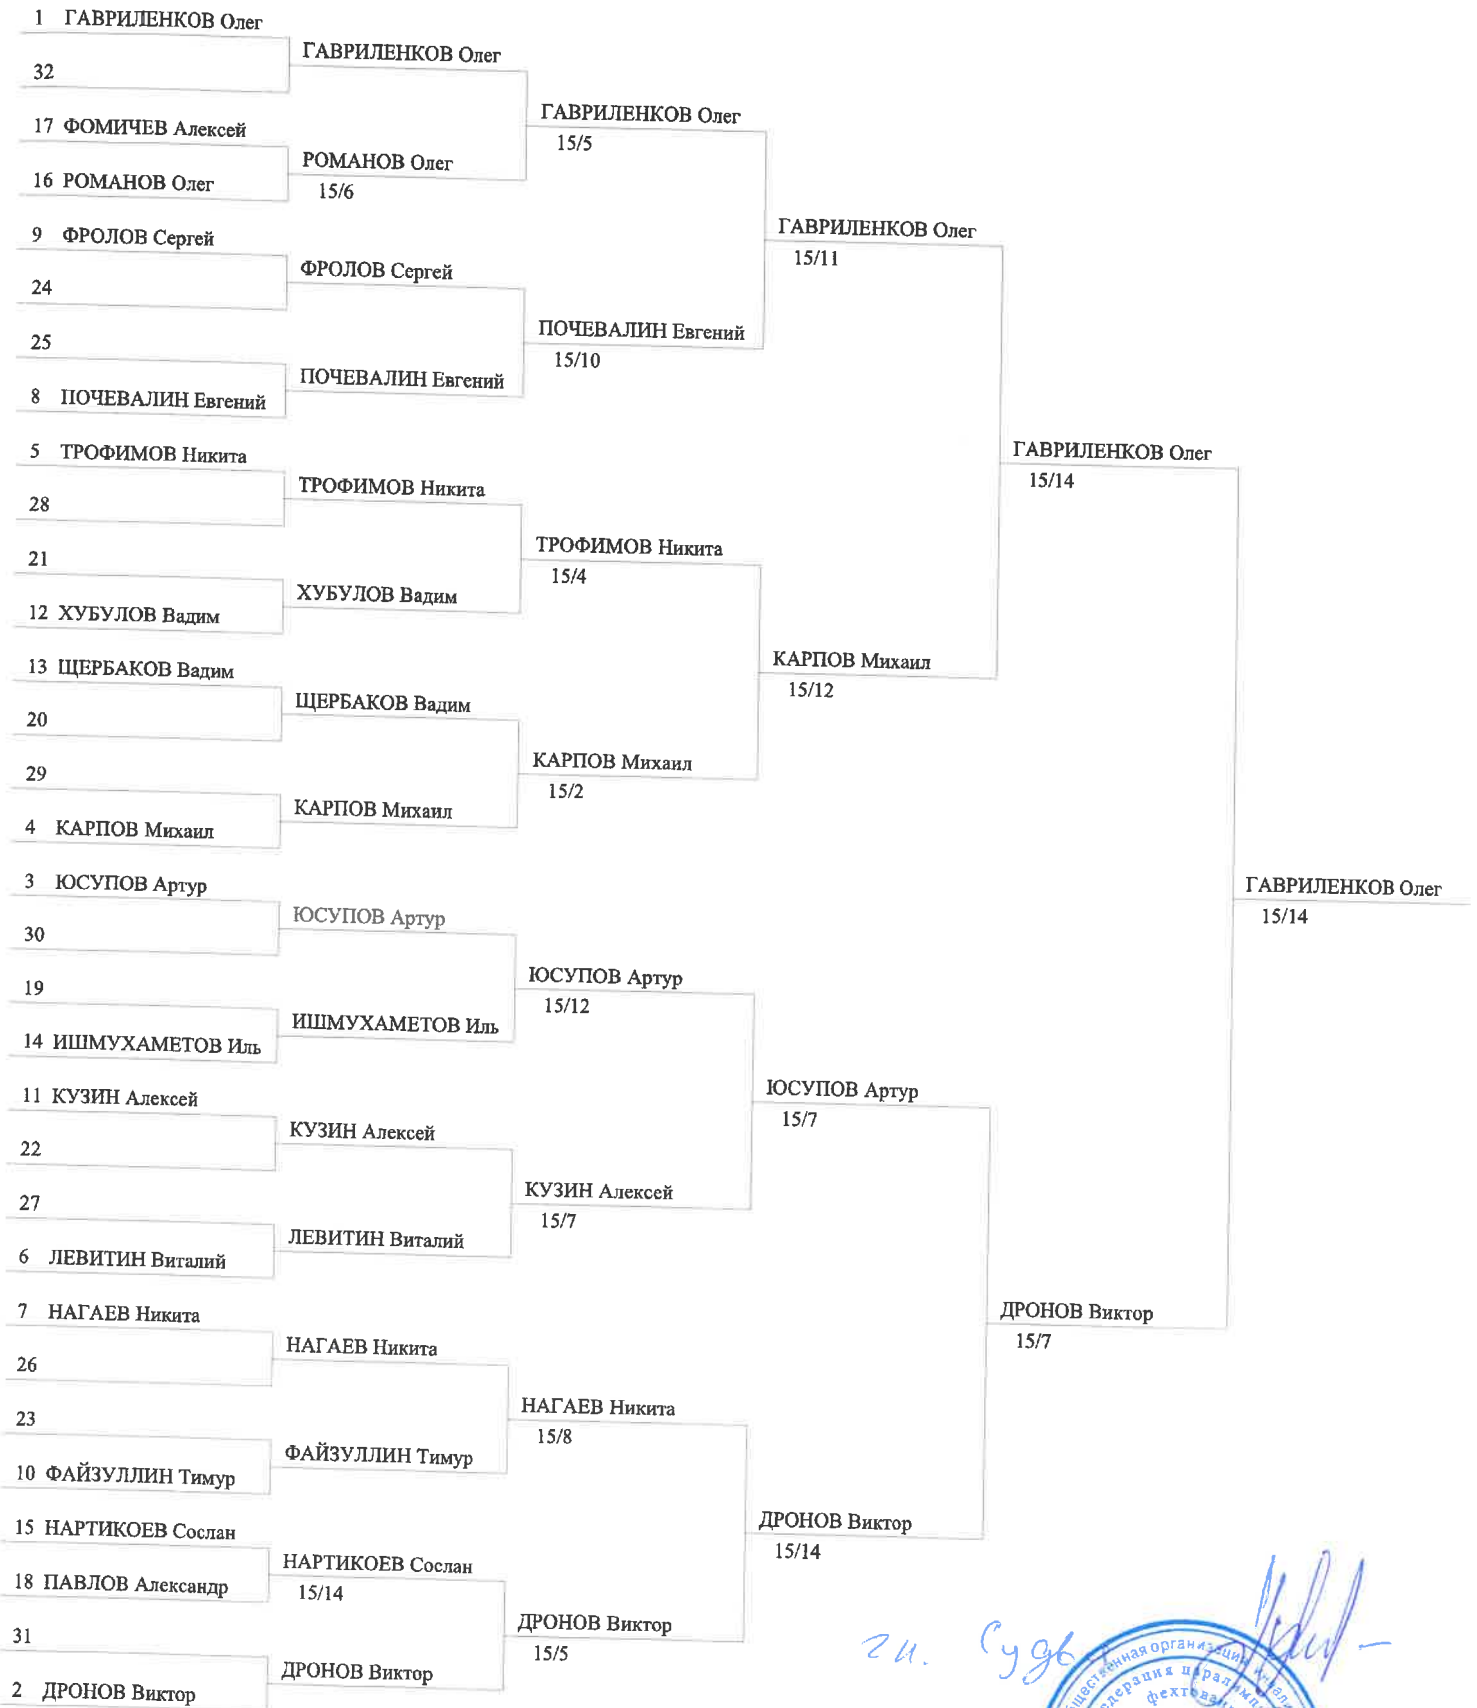 1 ГАВРИЛЕНКОВ Олег
ГАВРИЛЕНКОВ Олег
32
ГАВРИЛЕНКОВ Олег
15/5
17 ФОМИЧЕВ Алексей
РОМАНОВ Олег
15/6
16 РОМАНОВ Олег
ГАВРИЛЕНКОВ Олег
15/11
9 ФРОЛОВ Сергей
ФРОЛОВ Сергей
24
ПОЧЕВАЛИН Евгений
15/10
25
ПОЧЕВАЛИН Евгений
8 ПОЧЕВАЛИН Евгений
ГАВРИЛЕНКОВ Олег
15/14
5 ТРОФИМОВ Никита
ТРОФИМОВ Никита
28
ТРОФИМОВ Никита
15/4
21
ХУБУЛОВ Вадим
12 ХУБУЛОВ Вадим
КАРПОВ Михаил
15/12
13 ЩЕРБАКОВ Вадим
ЩЕРБАКОВ Вадим
20
КАРПОВ Михаил
15/2
29
КАРПОВ Михаил
4 КАРПОВ Михаил
ГАВРИЛЕНКОВ Олег
15/14
3 ЮСУПОВ Артур
ЮСУПОВ Артур
30
ЮСУПОВ Артур
15/12
19
ИШМУХАМЕТОВ Иль
14 ИШМУХАМЕТОВ Иль
ЮСУПОВ Артур
15/7
11 КУЗИН Алексей
КУЗИН Алексей
22
КУЗИН Алексей
15/7
27
ЛЕВИТИН Виталий
6 ЛЕВИТИН Виталий
ДРОНОВ Виктор
15/7
7 НАГАЕВ Никита
НАГАЕВ Никита
26
НАГАЕВ Никита
15/8
23
ФАЙЗУЛЛИН Тимур
10 ФАЙЗУЛЛИН Тимур
ДРОНОВ Виктор
15/14
15 НАРТИКОЕВ Сослан
НАРТИКОЕВ Сослан
15/14
18 ПАВЛОВ Александр
ДРОНОВ Виктор
15/5
31
ДРОНОВ Виктор
2 ДРОНОВ Виктор
гл.